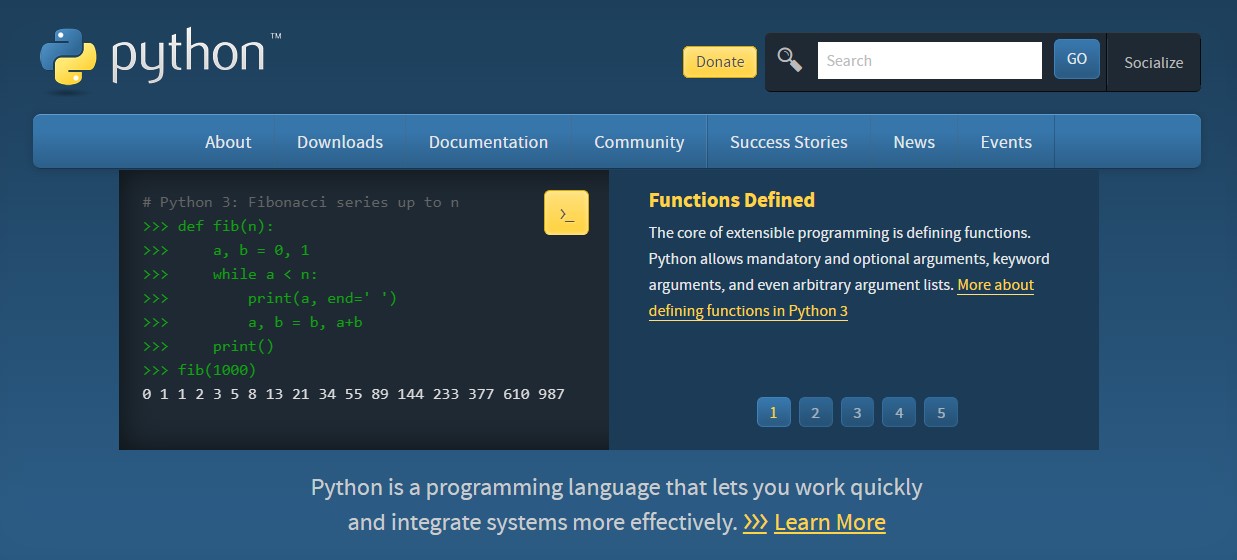 python™
Donate
Search
GO
Socialize
About Downloads Documentation Community Success Stories News Events
# Python 3: Fibonacci series up to n
>>> def fib(n):
>>>     a, b = 0, 1
>>>     while a < n:
>>>         print(a, end=' ')
>>>         a, b = b, a+b
>>>     print()
>>> fib(1000)
0 1 1 2 3 5 8 13 21 34 55 89 144 233 377 610 987
>_
Functions Defined
The core of extensible programming is defining functions.
Python allows mandatory and optional arguments, keyword
arguments, and even arbitrary argument lists. More about
defining functions in Python 3
1 2 3 4 5
Python is a programming language that lets you work quickly
and integrate systems more effectively. >>> Learn More